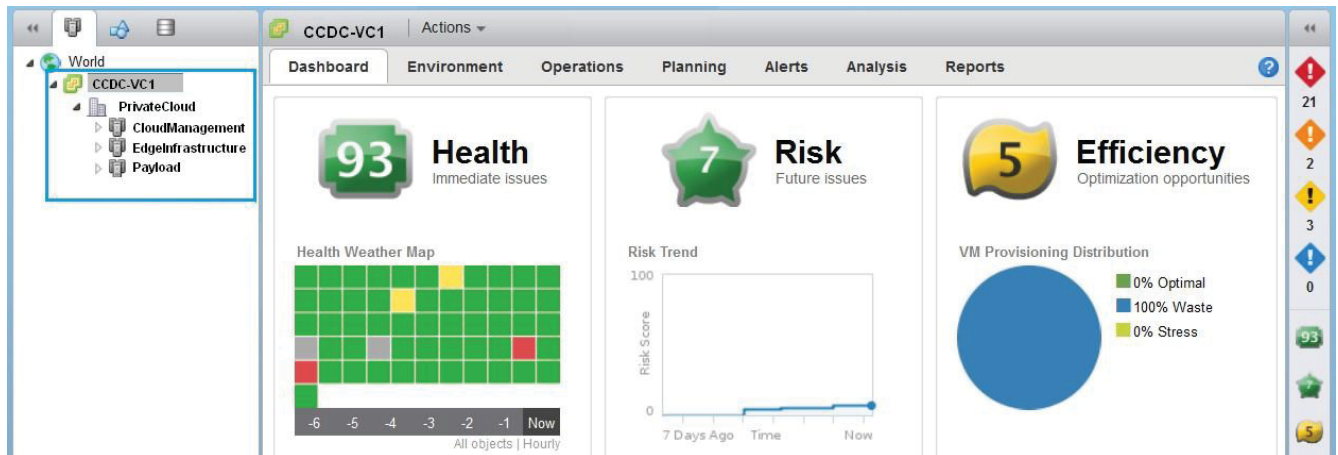 CCDC-VC1 Actions
World
CCDC-VC1
PrivateCloud
CloudManagement
EdgeInfrastructure
Payload
Dashboard Environment Operations Planning Alerts Analysis Reports ?
93 Health
Immediate issues
7 Risk
Future issues
5 Efficiency
Optimization opportunities
Health Weather Map
-6 -5 -4 -3 -2 -1 Now
All objects | Hourly
Risk Trend
100
Risk Score
0
7 Days Ago Time Now
VM Provisioning Distribution
0% Optimal
100% Waste
0% Stress
!
21
!
2
!
3
!
0
93
7
5